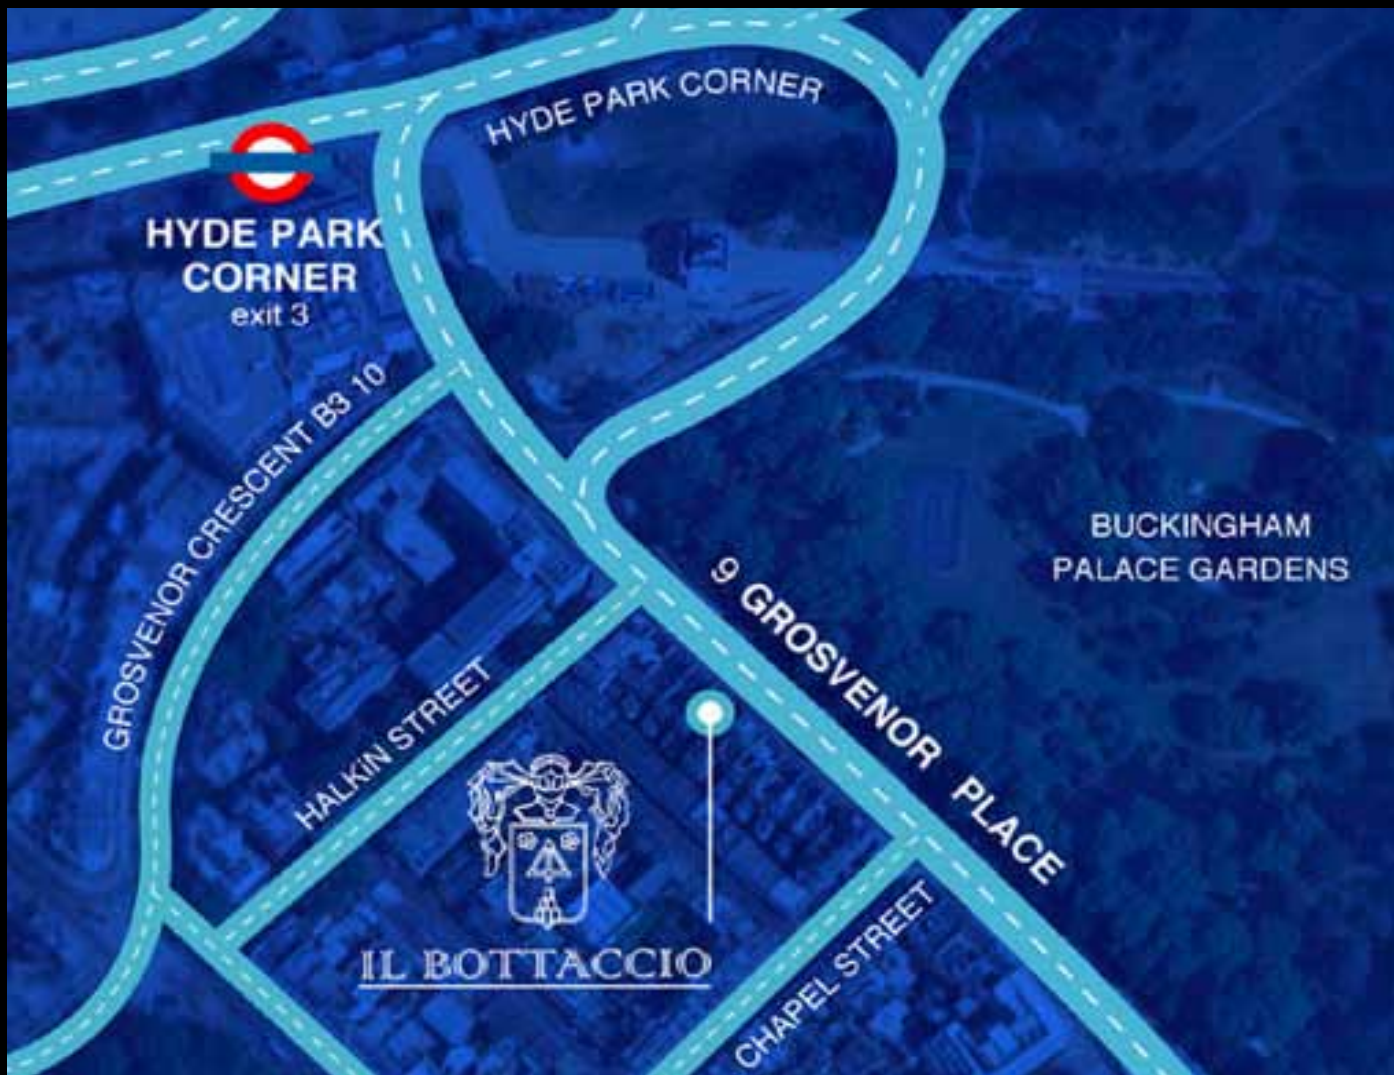 HYDE PARK CORNER
HYDE PARK
CORNER
exit 3
GROSVENOR CRESCENT B3 10
BUCKINGHAM
PALACE GARDENS
9 GROSVENOR PLACE
HALKIN STREET
IL BOTTACCIO
CHAPEL STREET